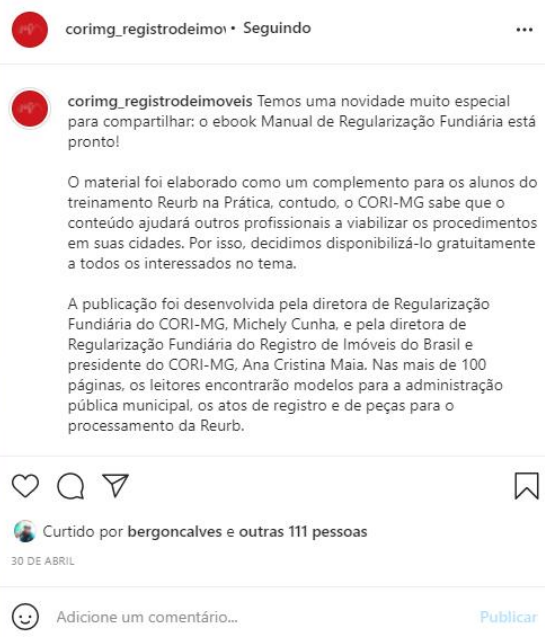 corimg_registrodeimo • Seguindo
corimg_registrodeimoveis Temos uma novidade muito especial
para compartilhar: o ebook Manual de Regularização Fundiária está
pronto!
O material foi elaborado como um complemento para os alunos do
treinamento Reurb na Prática, contudo, o CORI-MG sabe que o
conteúdo ajudará outros profissionais a viabilizar os procedimentos
em suas cidades. Por isso, decidimos disponibilizá-lo gratuitamente
a todos os interessados no tema.
A publicação foi desenvolvida pela diretora de Regularização
Fundiária do CORI-MG, Michely Cunha, e pela diretora de
Regularização Fundiária do Registro de Imóveis do Brasil e
presidente do CORI-MG, Ana Cristina Maia. Nas mais de 100
páginas, os leitores encontrarão modelos para a administração
pública municipal, os atos de registro e de peças para o
processamento da Reurb.
Curtido por bergoncalves e outras 111 pessoas
30 DE ABRIL
Adicione um comentário... Publicar